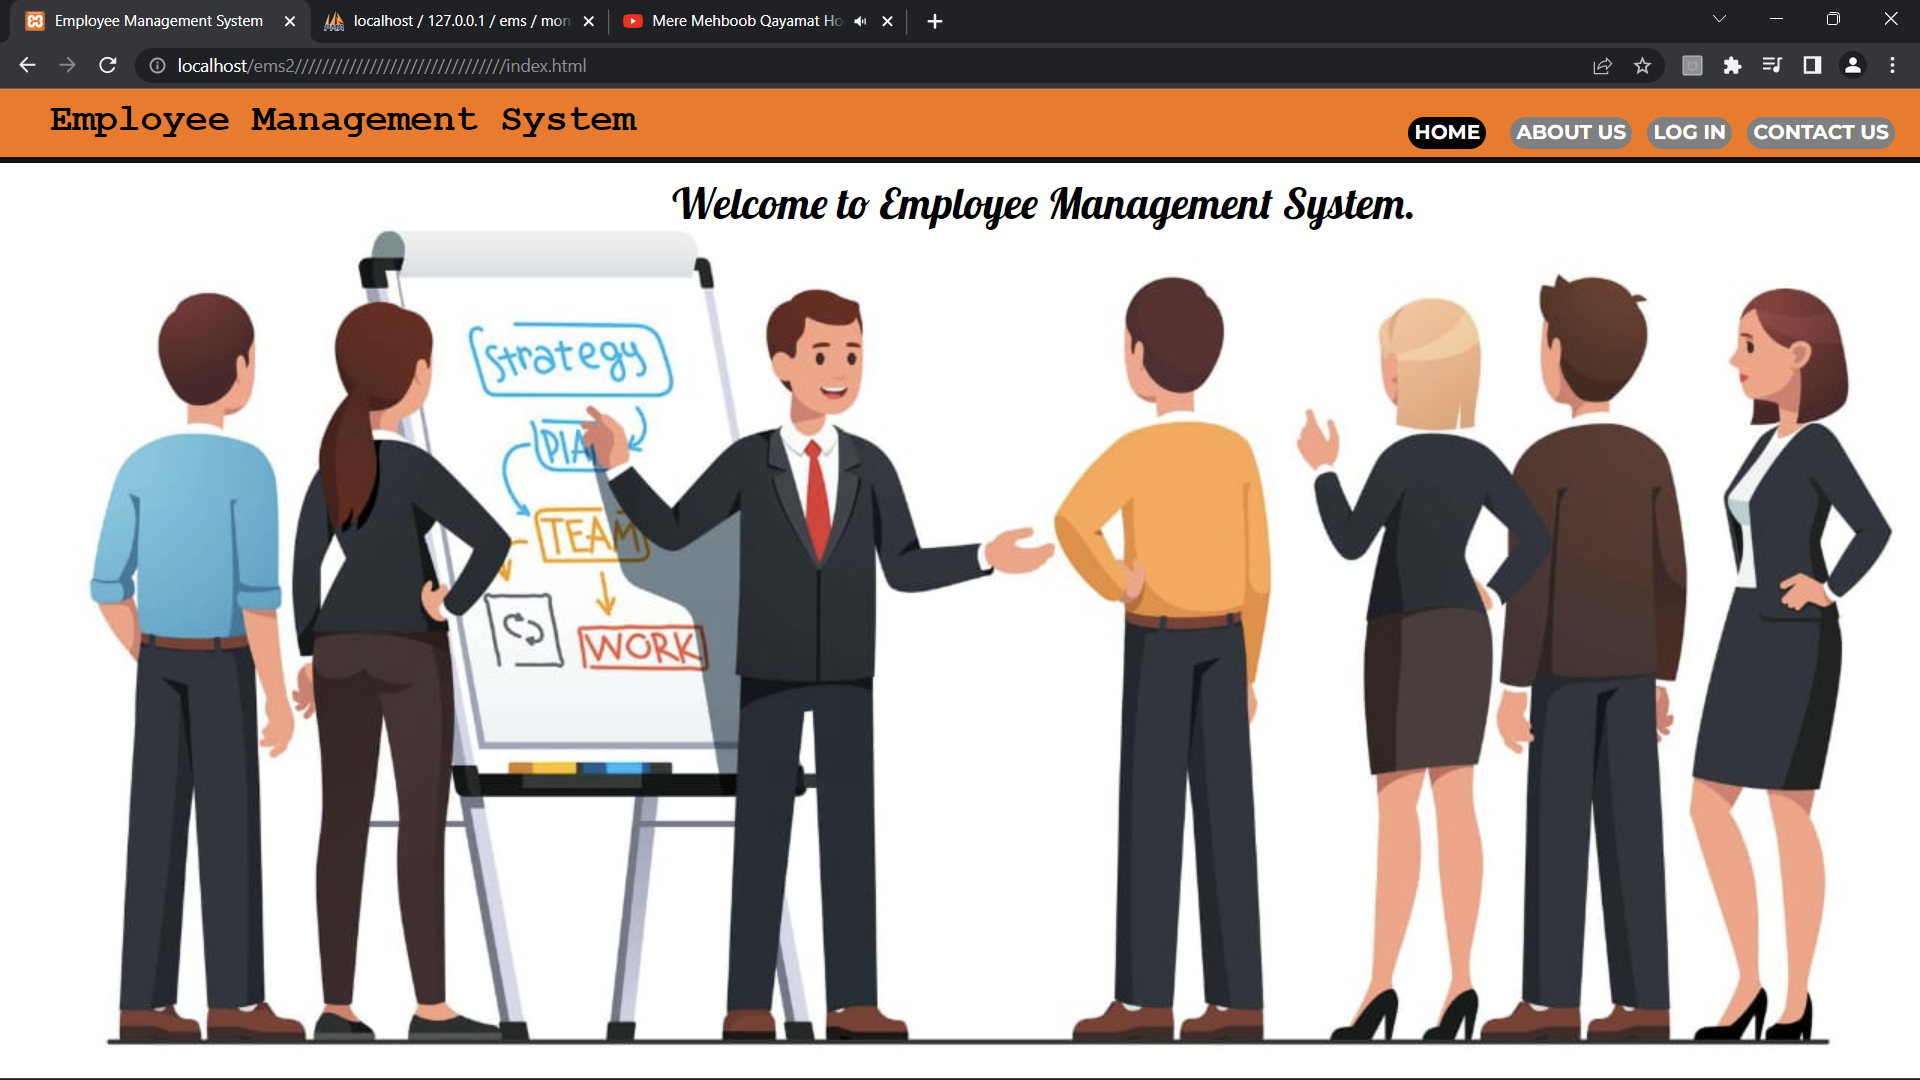 Employee Management System
localhost / 127.0.0.1 / ems / mon
Mere Mehboob Qayamat Ho
localhost/ems2///////////////////////////////index.html
Employee Management System
HOME
ABOUT US
LOG IN
CONTACT US
Welcome to Employee Management System.
strategy
PLA
TEAM
WORK